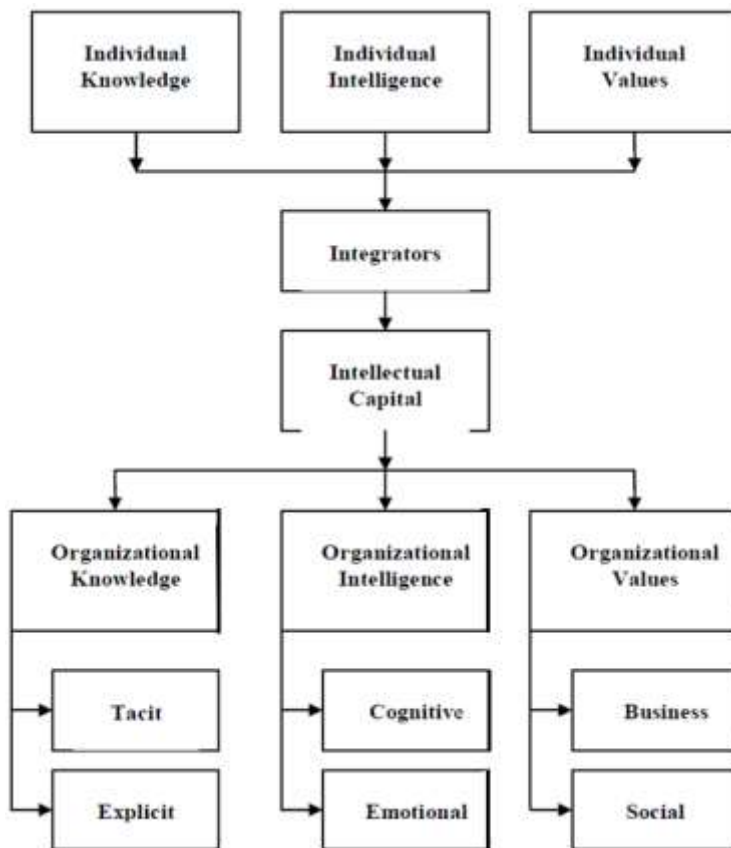 Individual
Knowledge
Individual
Intelligence
Individual
Values
Integrators
Intellectual
Capital
Organizational
Knowledge
Organizational
Intelligence
Organizational
Values
Tacit
Cognitive
Business
Explicit
Emotional
Social